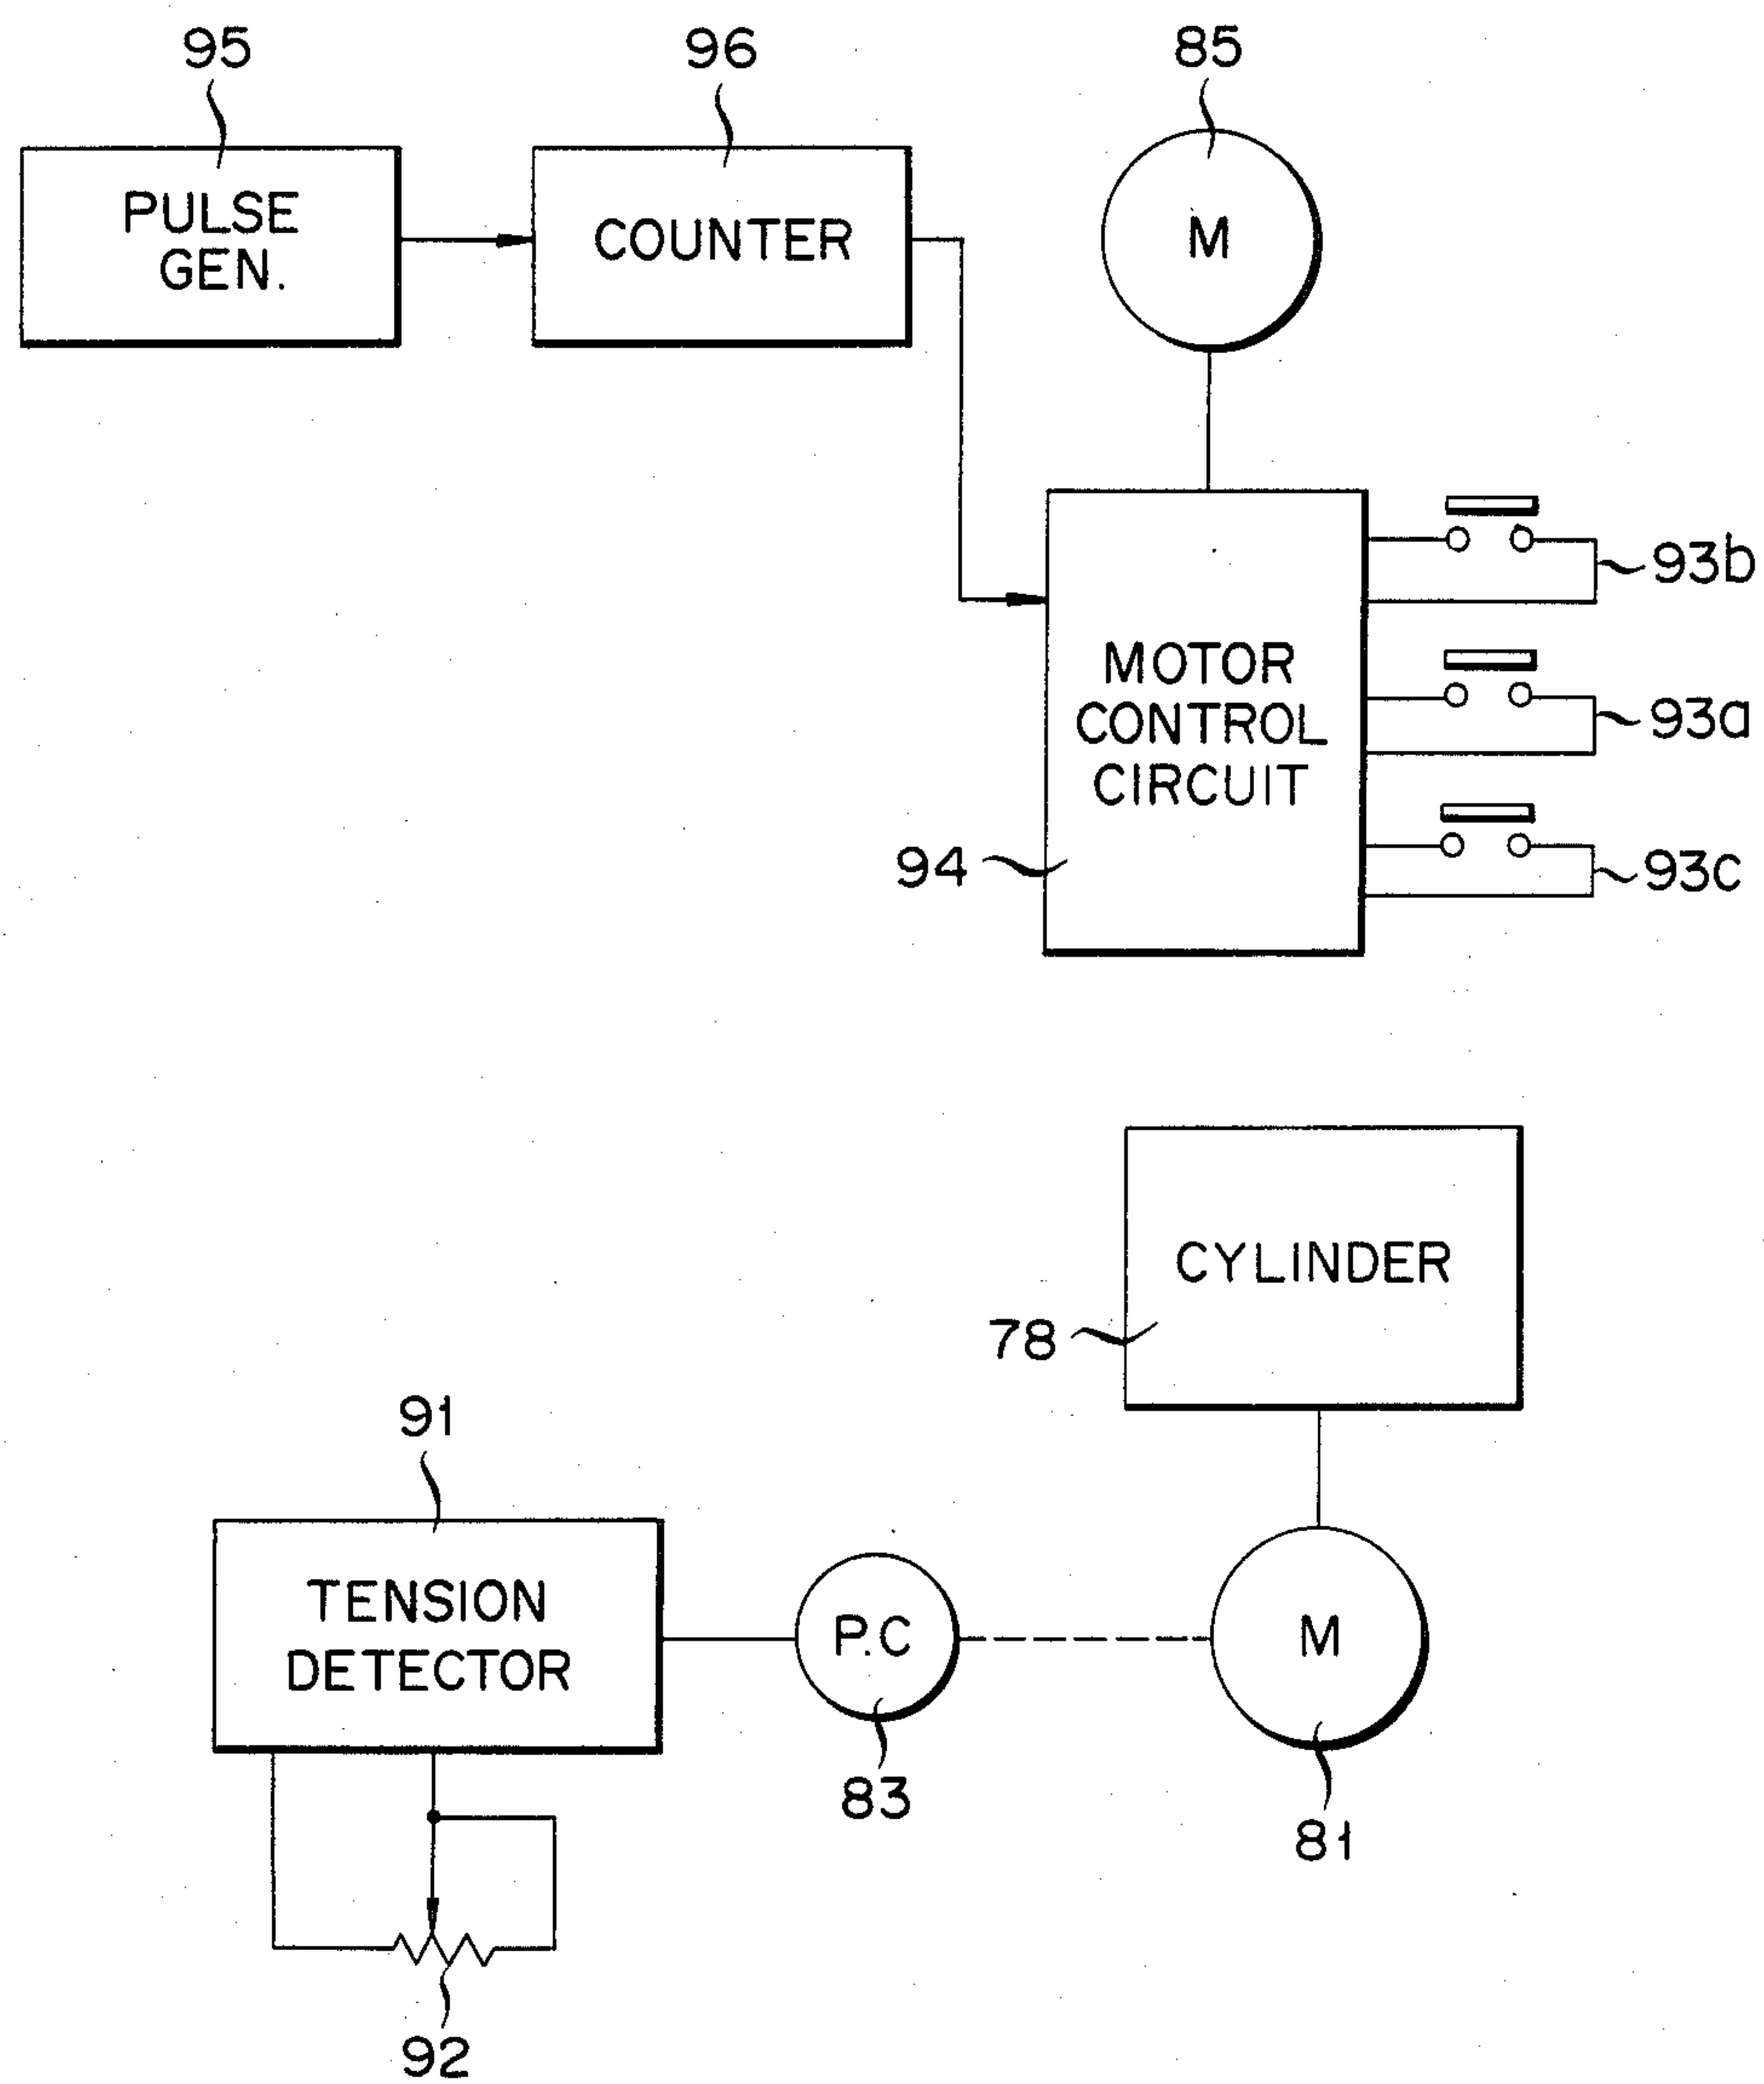 95
96
85
PULSE
GEN.
COUNTER
M
93b
MOTOR
CONTROL
CIRCUIT
93a
94
93c
CYLINDER
78
91
TENSION
DETECTOR
P.C
M
83
81
92